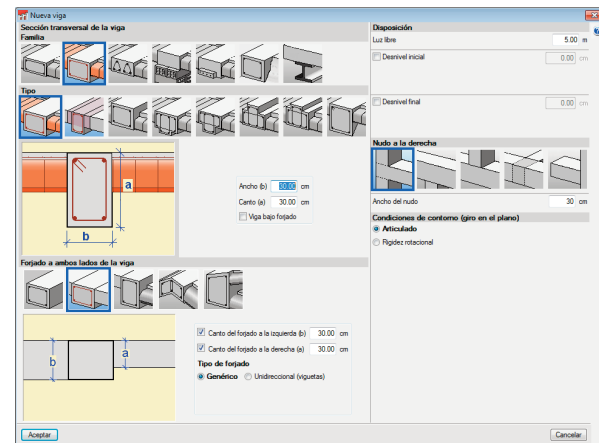 Nueva viga
Sección transversal de la viga
Familia
Tipo
a
b
Ancho (b) 30.00 cm
Canto (a) 30.00 cm
Viga bajo forjado
Forjado a ambos lados de la viga
b
a
Canto del forjado a la izquierda (b) 30.00 cm
Canto del forjado a la derecha (a) 30.00 cm
Tipo de forjado
Genérico Unidireccional (viguetas)
Disposición
Luz libre 5.00 m
Desnivel inicial 0.00 cm
Desnivel final 0.00 cm
Nudo a la derecha
Ancho del nudo 30 cm
Condiciones de contorno (giro en el plano)
Articulado
Rigidez rotacional
Aceptar
Cancelar